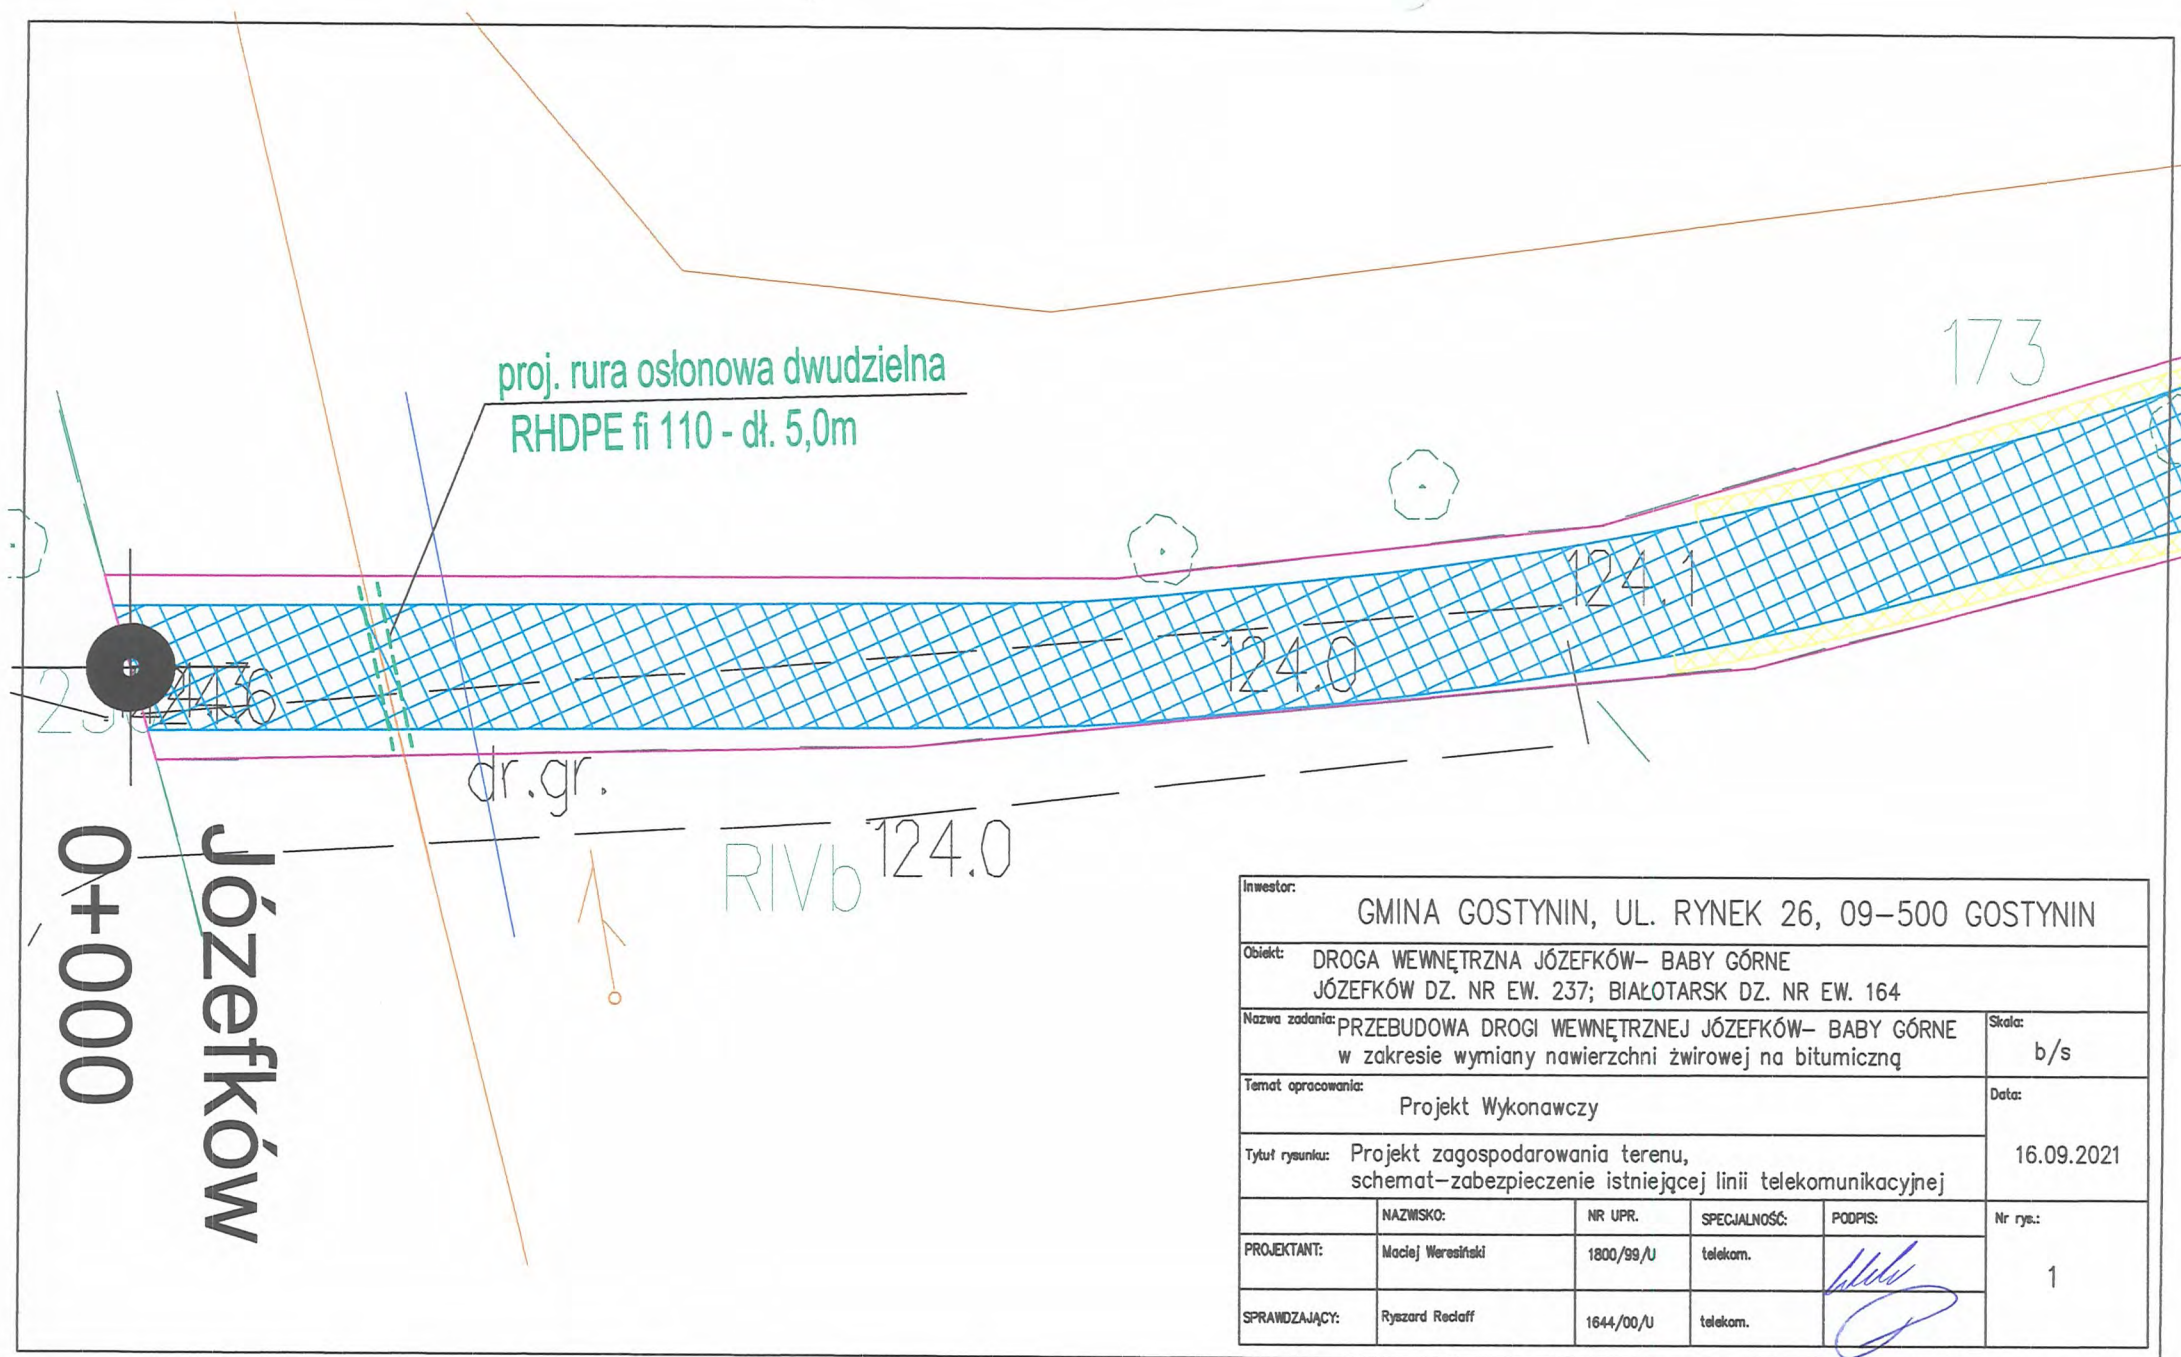 173
proj. rura osłonowa dwudzielna
RHDPE fi 110 - dł. 5,0m
124.1
124.0
dr.gr.
RIVb
124.0
Józefków
0+000
Inwestor:
GMINA GOSTYNIN, UL. RYNEK 26, 09-500 GOSTYNIN
Obiekt:
DROGA WEWNĘTRZNA JÓZEFKÓW- BABY GÓRNE
JÓZEFKÓW DZ. NR EW. 237; BIAŁOTARSK DZ. NR EW. 164
Nazwa zadania:
PRZEBUDOWA DROGI WEWNĘTRZNEJ JÓZEFKÓW- BABY GÓRNE
w zakresie wymiany nawierzchni żwirowej na bitumiczną
Skala:
b/s
Temat opracowania:
Projekt Wykonawczy
Data:
16.09.2021
Tytuł rysunku:
Projekt zagospodarowania terenu,
schemat-zabezpieczenie istniejącej linii telekomunikacyjnej
NAZWISKO: NR UPR. SPECJALNOŚĆ: PODPIS:
Nr rys.:
1
PROJEKTANT: Maciej Weresiński 1800/99/U telekom.
SPRAWDZAJĄCY: Ryszard Reclaff 1644/00/U telekom.